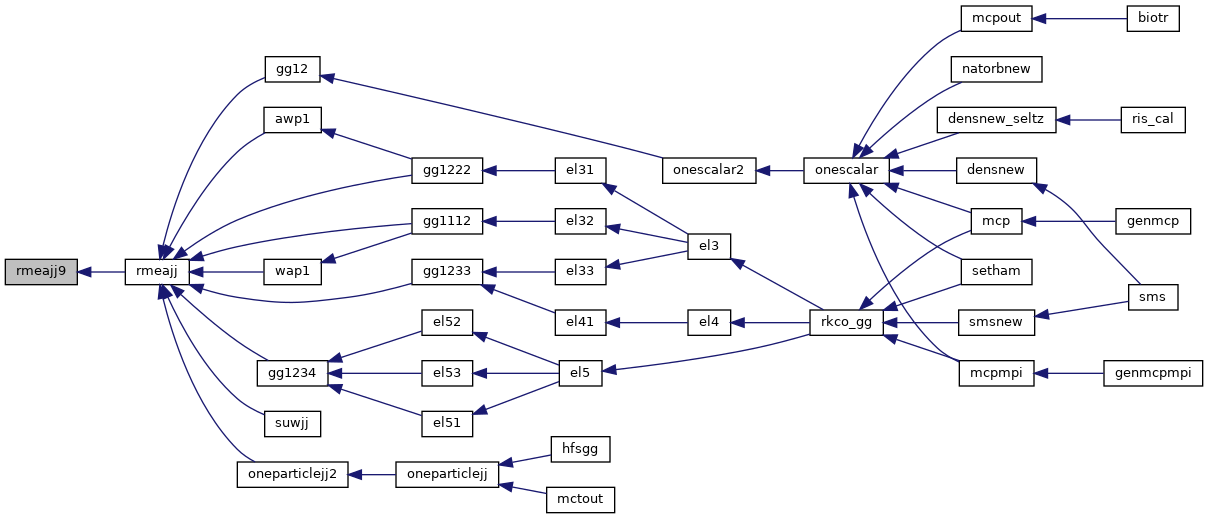 mcpout
biotr
gg12
natorbnew
awp1
densnew_seltz
ris_cal
gg1222
el31
onescalar2
onescalar
densnew
gg1112
el32
mcp
genmcp
el3
rmeajj9
rmeajj
wap1
gg1233
el33
setham
sms
el52
el41
el4
rkco_gg
smsnew
gg1234
el53
el5
mcpmpi
genmcpmpi
suwjj
el51
hfsgg
oneparticlejj2
oneparticlejj
mctout